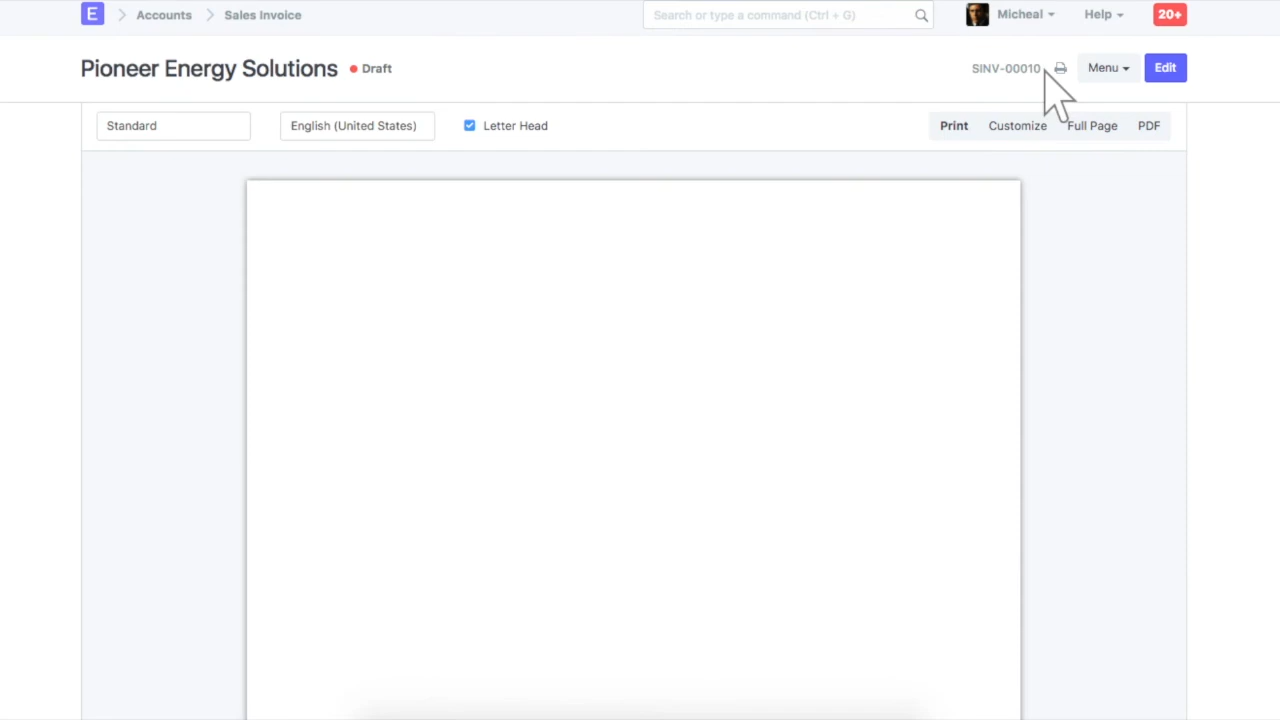 E Accounts Sales Invoice Search or type a command (Ctrl + G) Micheal Help 20+
Pioneer Energy Solutions Draft SINV-00010 Menu Edit
Standard English (United States) Letter Head Print Customize Full Page PDF